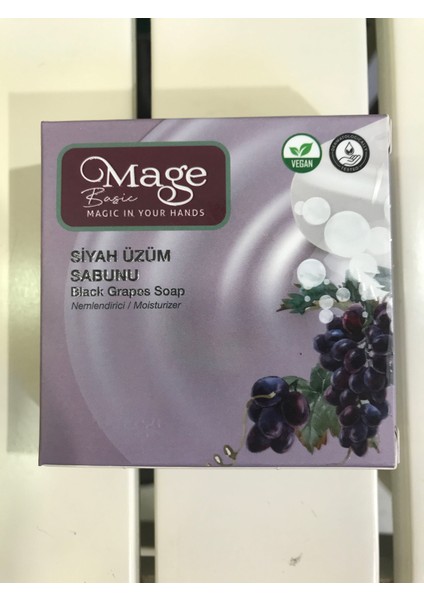 Mage
Basic
MAGIC IN YOUR HANDS
VEGAN
SİYAH ÜZÜM
SABUNU
Black Grapes Soap
Nemlendirici / Moisturizer